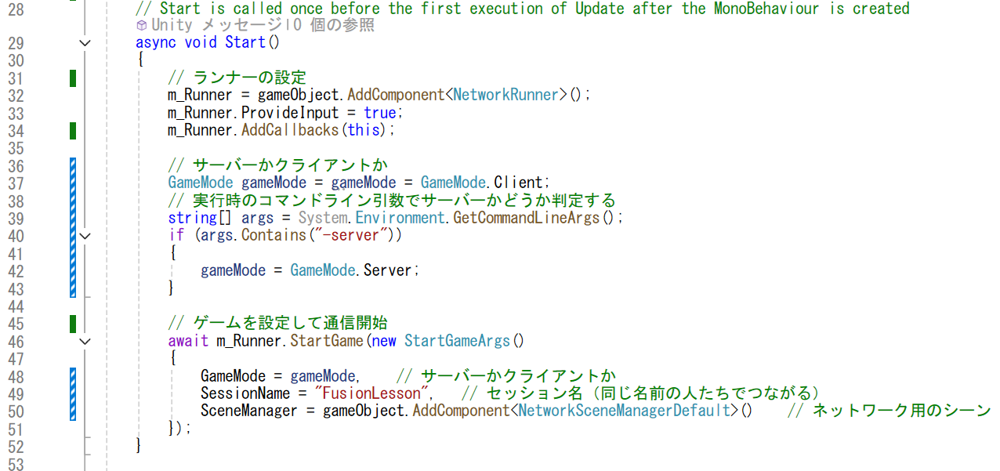 28 // Start is called once before the first execution of Update after the MonoBehaviour is created
Unity メッセージ|0 個の参照
29 async void Start()
30 {
31 // ランナーの設定
32 m_Runner = gameObject.AddComponent<NetworkRunner>();
33 m_Runner.ProvideInput = true;
34 m_Runner.AddCallbacks(this);
35
36 // サーバーかクライアントか
37 GameMode gameMode = gameMode = GameMode.Client;
38 // 実行時のコマンドライン引数でサーバーかどうか判定する
39 string[] args = System.Environment.GetCommandLineArgs();
40 if (args.Contains("-server"))
41 {
42 gameMode = GameMode.Server;
43 }
44
45 // ゲームを設定して通信開始
46 await m_Runner.StartGame(new StartGameArgs()
47 {
48 GameMode = gameMode, // サーバーかクライアントか
49 SessionName = "FusionLesson", // セッション名（同じ名前の人たちでつながる）
50 SceneManager = gameObject.AddComponent<NetworkSceneManagerDefault>() // ネットワーク用のシーン
51 });
52 }
53